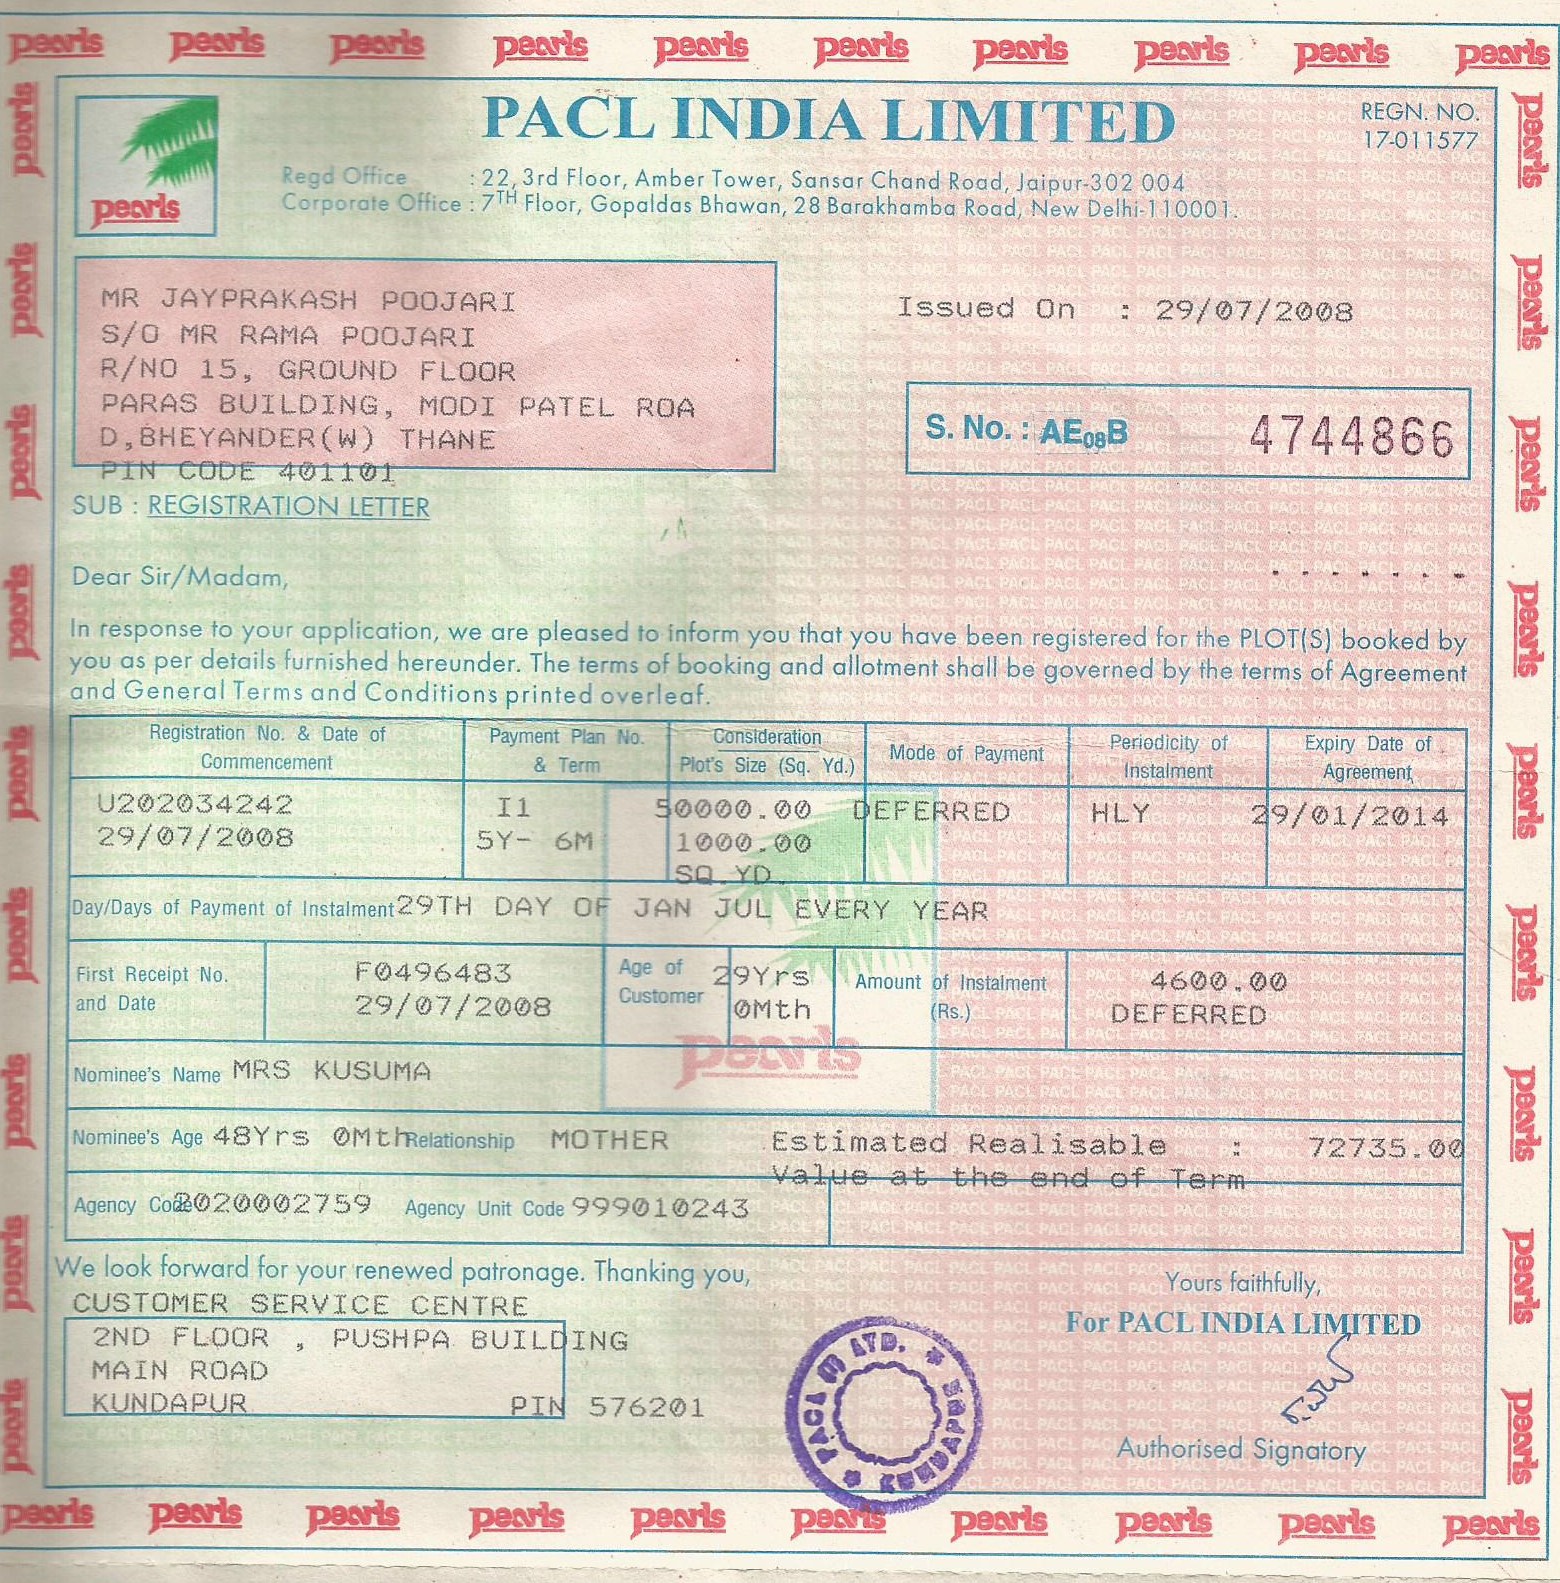 pearls pearls pearls pearls pearls pearls pearls pearls pearls pearls
pearls
PACL INDIA LIMITED
REGN. NO.
17-011577
Regd Office : 22, 3rd Floor, Amber Tower, Sansar Chand Road, Jaipur-302 004
Corporate Office : 7TH Floor, Gopaldas Bhawan, 28 Barakhamba Road, New Delhi-110001.
MR JAYPRAKASH POOJARI
S/O MR RAMA POOJARI
R/NO 15, GROUND FLOOR
PARAS BUILDING, MODI PATEL ROA
D,BHEYANDER(W) THANE
PIN CODE 401101
Issued On : 29/07/2008
S. No. : AE08B 4744866
SUB : REGISTRATION LETTER
Dear Sir/Madam,
In response to your application, we are pleased to inform you that you have been registered for the PLOT(S) booked by
you as per details furnished hereunder. The terms of booking and allotment shall be governed by the terms of Agreement
and General Terms and Conditions printed overleaf.
Registration No. & Date of Commencement
Payment Plan No. & Term
Consideration
Plot's Size (Sq. Yd.)
Mode of Payment
Periodicity of Instalment
Expiry Date of Agreement
U202034242 I1 50000.00 DEFERRED HLY 29/01/2014
29/07/2008 5Y- 6M 1000.00
SQ.YD.
Day/Days of Payment of Instalment 29TH DAY OF JAN JUL EVERY YEAR
First Receipt No. and Date
F0496483
29/07/2008
Age of Customer
29Yrs
0Mth
Amount of Instalment (Rs.)
4600.00
DEFERRED
pearls
Nominee's Name MRS KUSUMA
Nominee's Age 48Yrs 0Mth Relationship MOTHER
Estimated Realisable : 72735.00
Value at the end of Term
Agency Code 2020002759 Agency Unit Code 999010243
We look forward for your renewed patronage. Thanking you,
CUSTOMER SERVICE CENTRE
2ND FLOOR , PUSHPA BUILDING
MAIN ROAD
KUNDAPUR PIN 576201
PACL (I) LTD. * KUNDAPUR *
Yours faithfully,
For PACL INDIA LIMITED
Authorised Signatory
pearls pearls pearls pearls pearls pearls pearls pearls pearls pearls